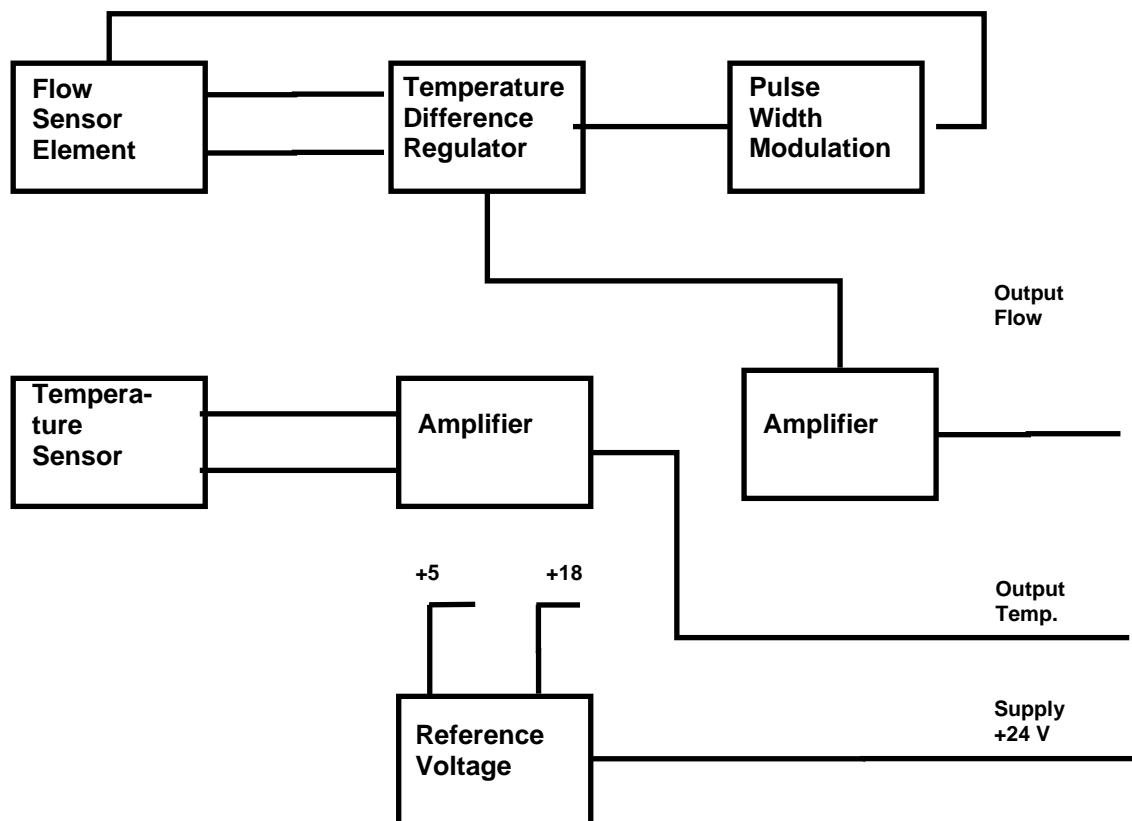 Flow
Sensor
Element
Temperature
Difference
Regulator
Pulse
Width
Modulation
Output
Flow
Tempera-
ture
Sensor
Amplifier
Amplifier
+5
+18
Output
Temp.
Reference
Voltage
Supply
+24 V